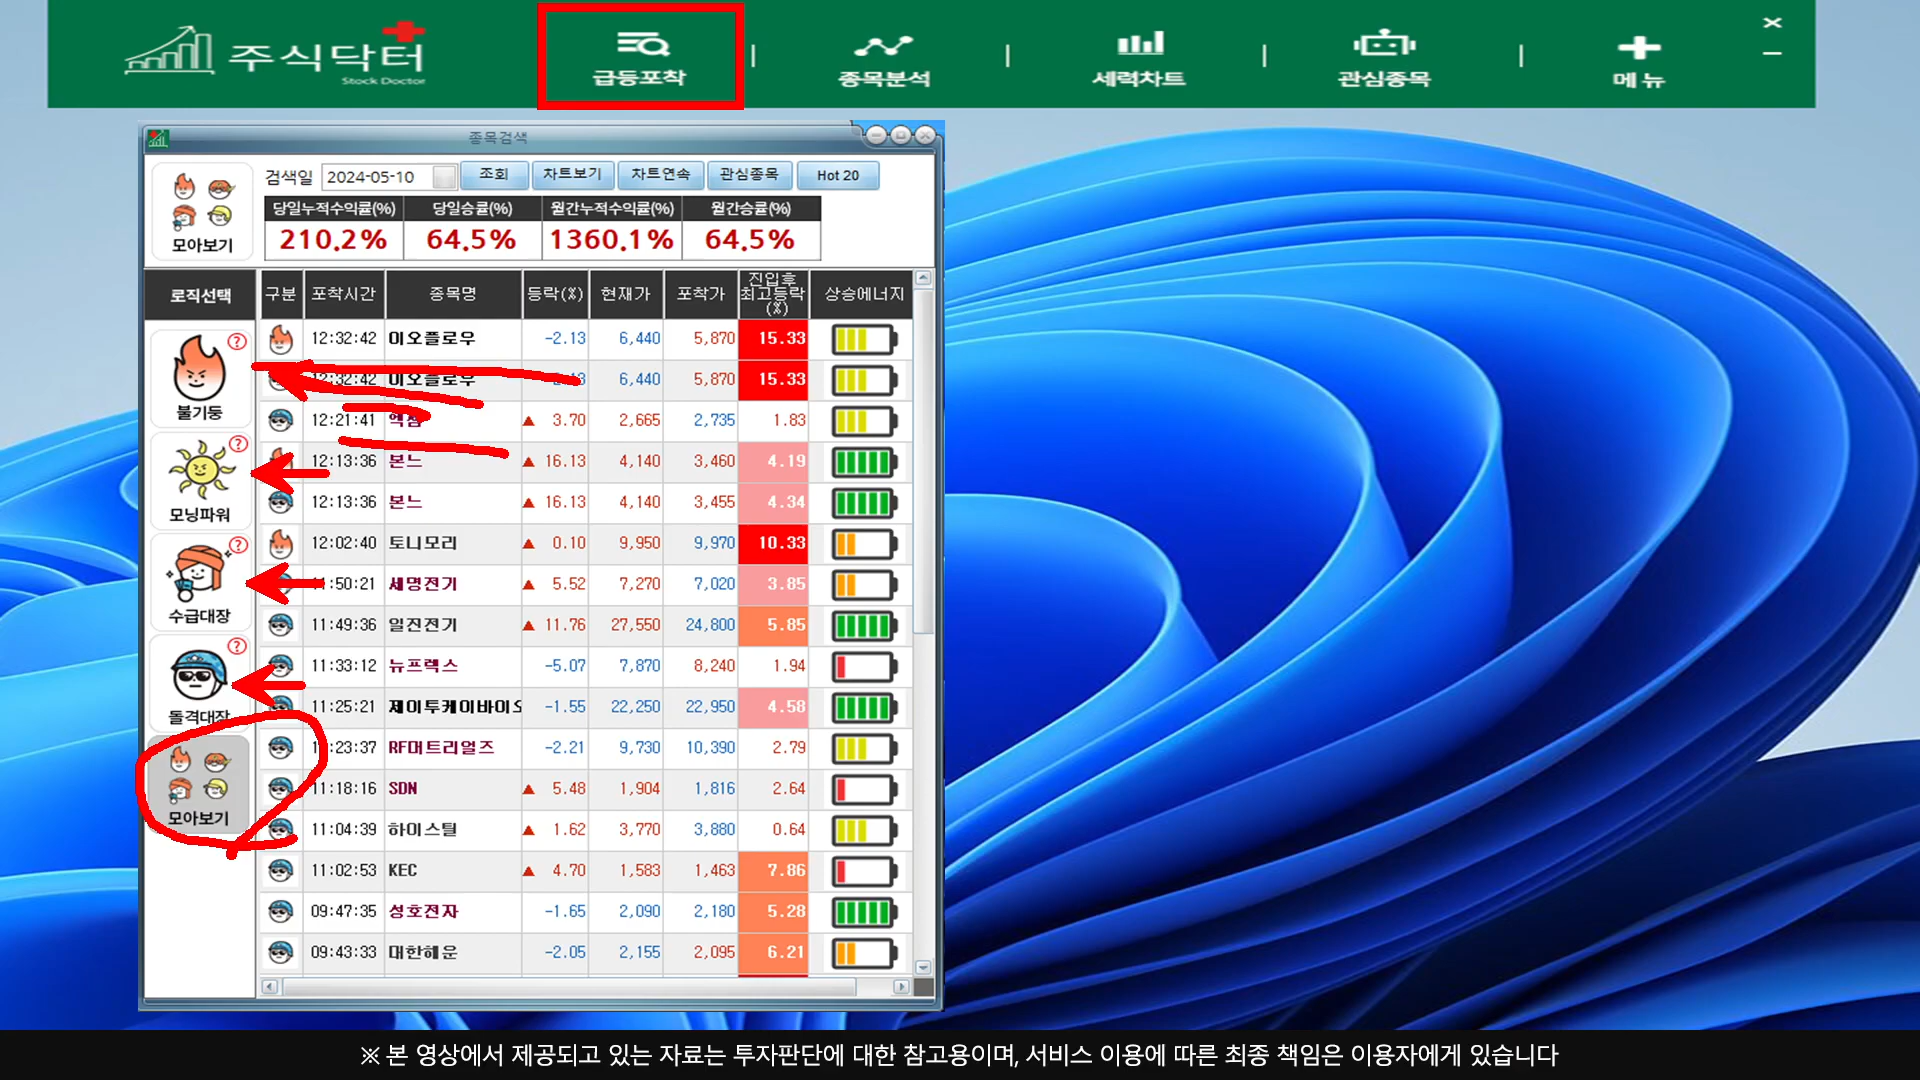 주식닥터
Stock Doctor
급등포착
종목분석
세력차트
관심종목
메뉴
종목검색
모아보기
검색일 2024-05-10 조회 차트보기 차트연속 관심종목 Hot 20
당일누적수익률(%) 당일승률(%) 월간누적수익률(%) 월간승률(%)
210.2% 64.5% 1360.1% 64.5%
로직선택
불기둥
모닝파워
수급대장
돌격대장
모아보기
구분 포착시간 종목명 등락(%) 현재가 포착가 진입후 최고등락 (%) 상승에너지
12:32:42 이오플로우 -2.13 6,440 5,870 15.33
12:32:42 이오플로우 6,440 5,870 15.33
12:21:41 ▲ 3.70 2,665 2,735 1.83
12:13:36 본느 ▲ 16.13 4,140 3,460 4.19
12:13:36 본느 ▲ 16.13 4,140 3,455 4.34
12:02:40 토니모리 ▲ 0.10 9,950 9,970 10.33
11:50:21 세명전기 ▲ 5.52 7,270 7,020 3.85
11:49:36 일진전기 ▲ 11.76 27,550 24,800 5.85
11:33:12 뉴프렉스 -5.07 7,870 8,240 1.94
11:25:21 제이투케이바이오 -1.55 22,250 22,950 4.58
11:23:37 RF머트리얼즈 -2.21 9,730 10,390 2.79
11:18:16 SDN ▲ 5.48 1,904 1,816 2.64
11:04:39 하이스틸 ▲ 1.62 3,770 3,880 0.64
11:02:53 KEC ▲ 4.70 1,583 1,463 7.86
09:47:35 성호전자 -1.65 2,090 2,180 5.28
09:43:33 대한해운 -2.05 2,155 2,095 6.21
※ 본 영상에서 제공되고 있는 자료는 투자판단에 대한 참고용이며, 서비스 이용에 따른 최종 책임은 이용자에게 있습니다